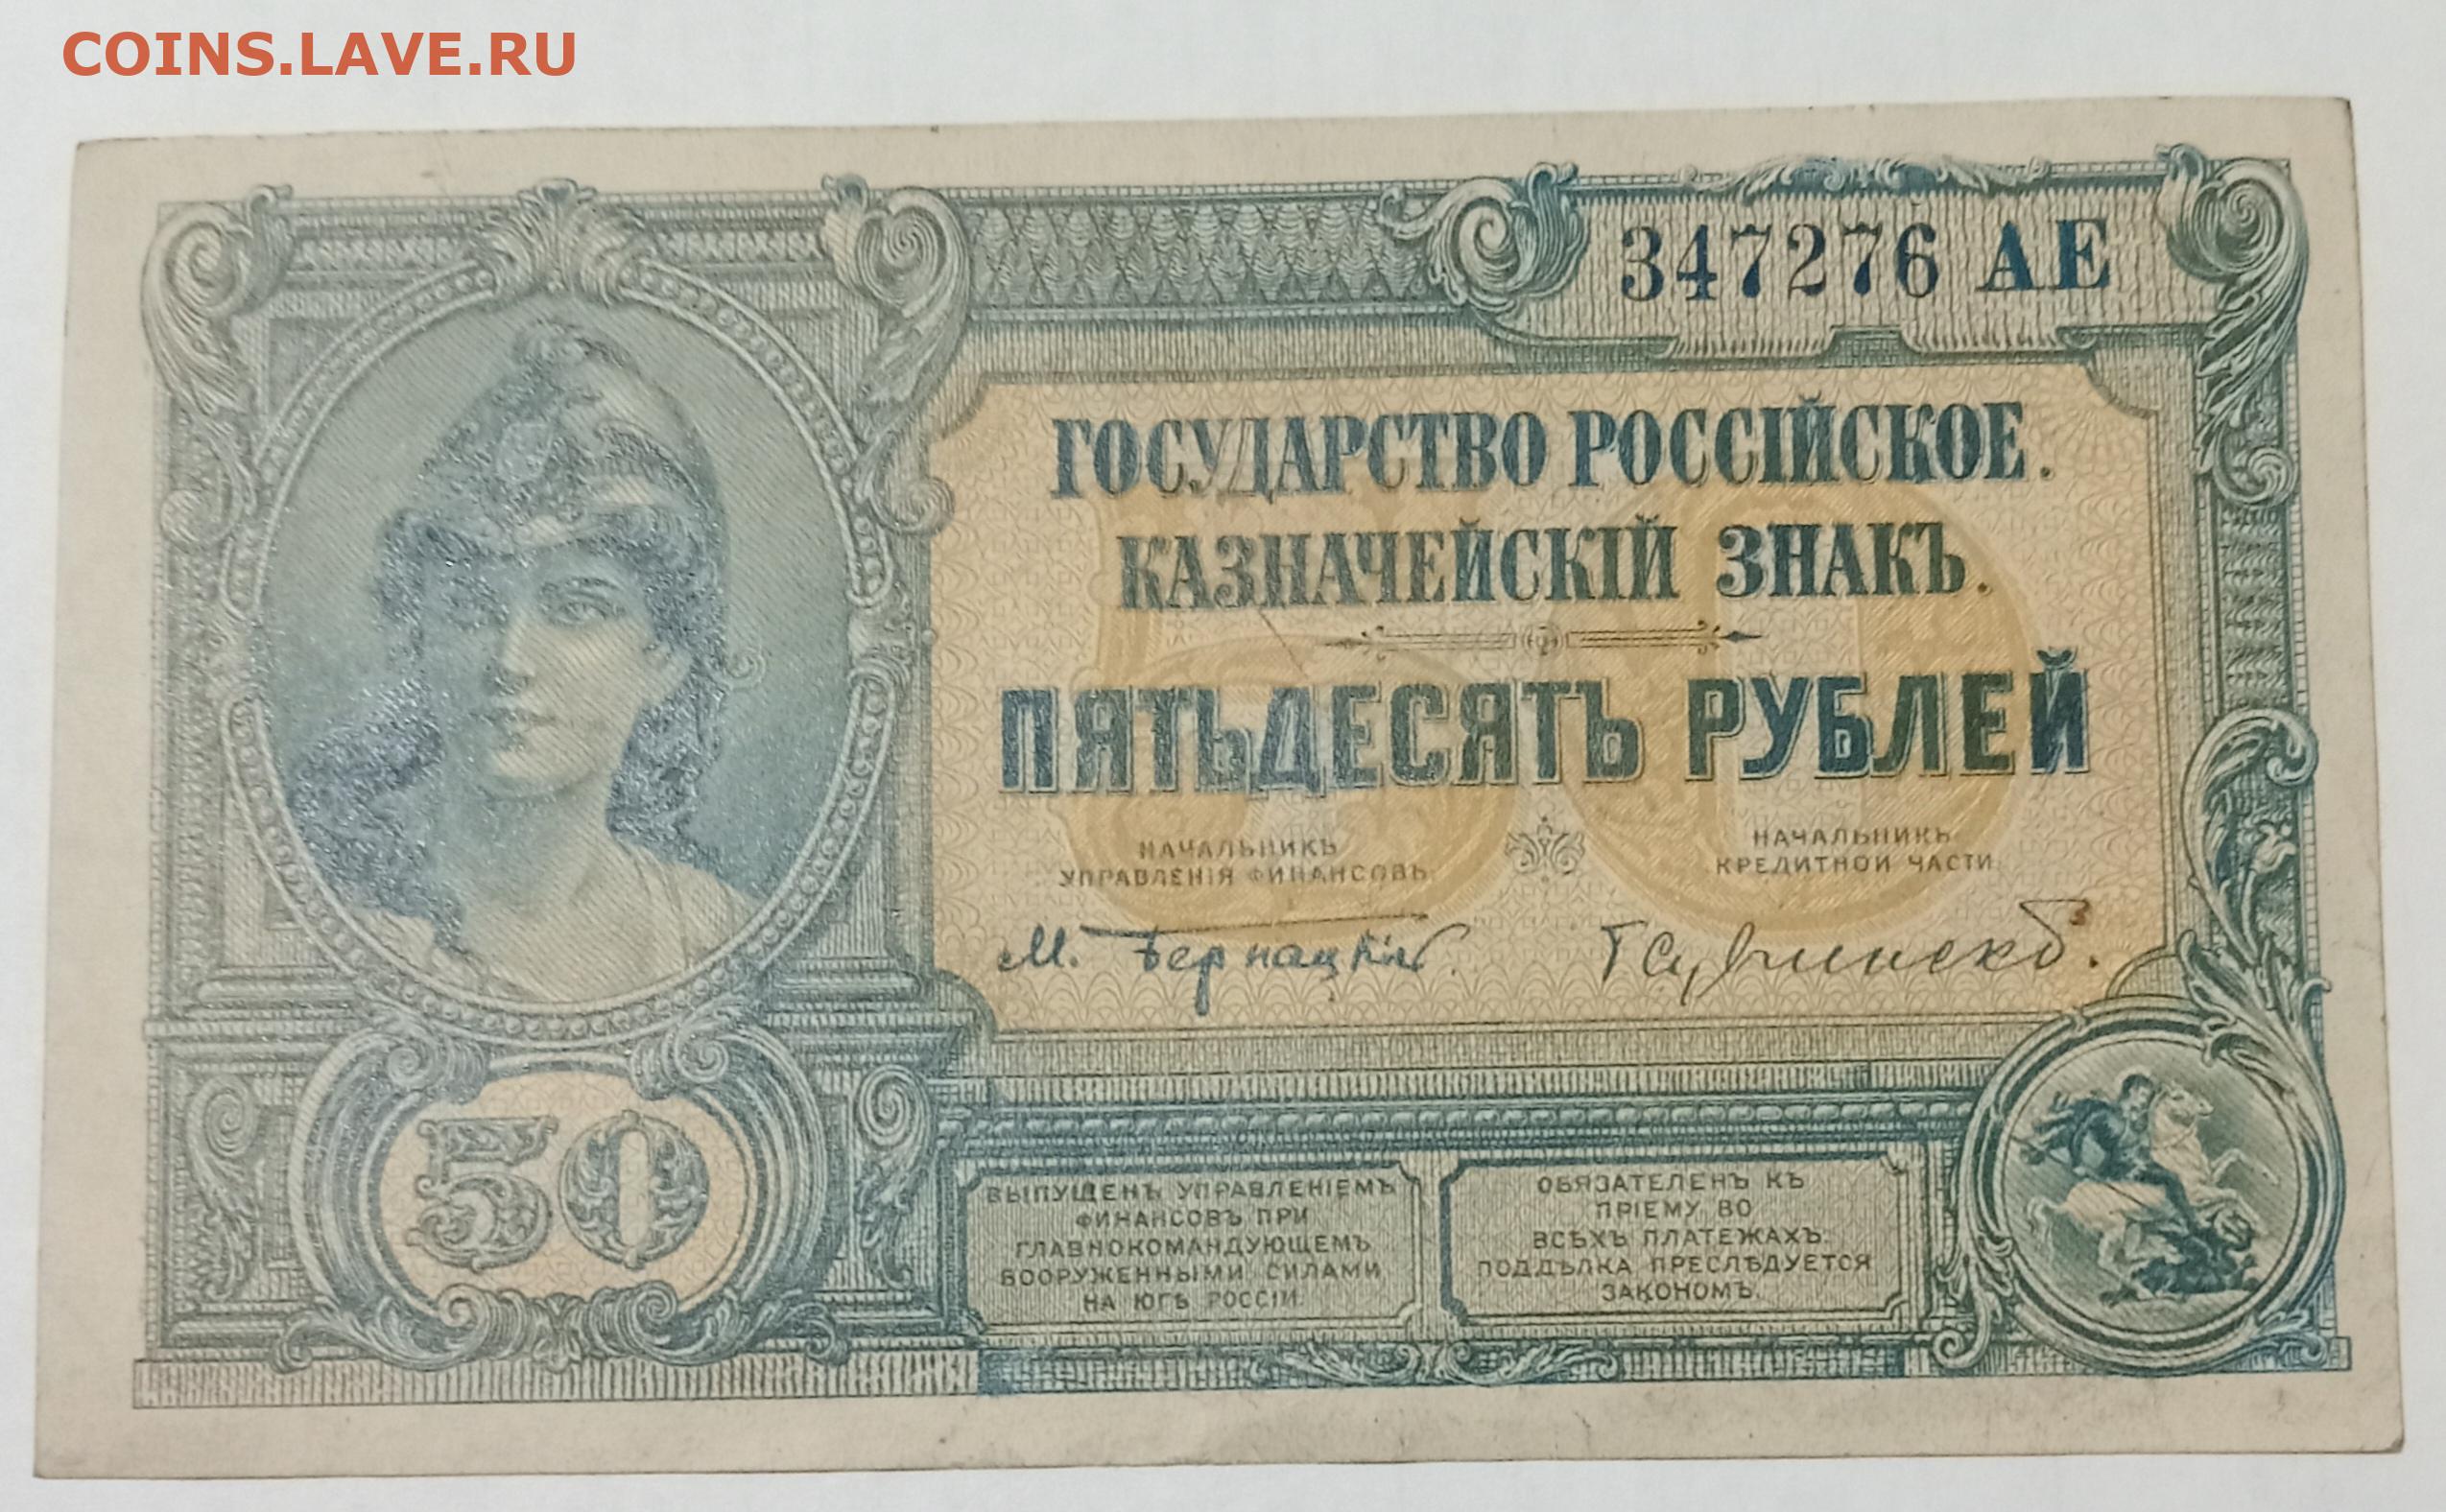 COINS.LAVE.RU
347276 АЕ
ГОСУДАРСТВО РОССІЙСКОЕ.
КАЗНАЧЕЙСКІЙ ЗНАКЪ.
ПЯТЬДЕСЯТЪ РУБЛЕЙ
НАЧАЛЬНИКЪ
УПРАВЛЕНІЯ ФИНАНСОВЪ
М. Бернацкій
НАЧАЛЬНИКЪ
КРЕДИТНОЙ ЧАСТИ
50
ВЫПУЩЕНЪ УПРАВЛЕНІЕМЪ
ФИНАНСОВЪ ПРИ
ГЛАВНОКОМАНДУЮЩЕМЪ
ВООРУЖЕННЫМИ СИЛАМИ
НА ЮГѢ РОССІИ.
ОБЯЗАТЕЛЕНЪ КЪ
ПРІЕМУ ВО
ВСѢХЪ ПЛАТЕЖАХЪ.
ПОДДѢЛКА ПРЕСЛѢДУЕТСЯ
ЗАКОНОМЪ.